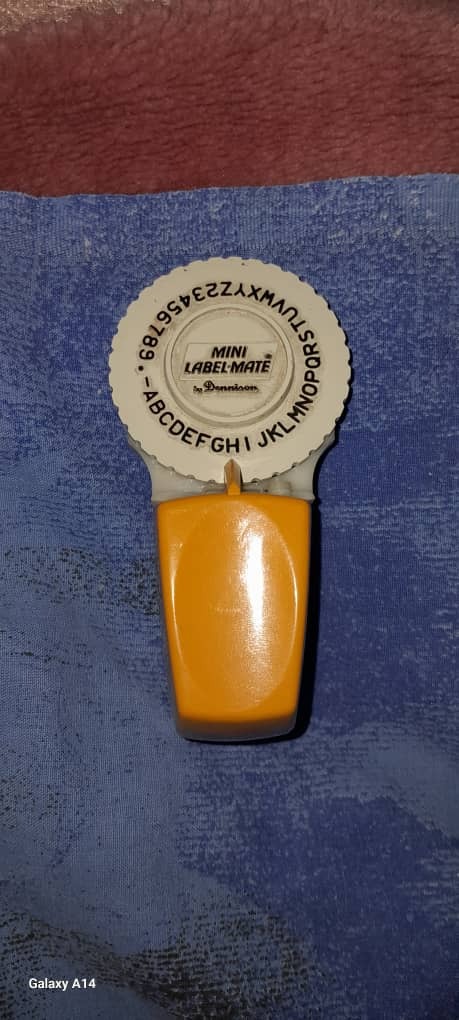 MINI
LABEL-MATE®
by Dennison
-ABCDEFGHIJKLMNOPQRSTUVWXYZ23456789.
Galaxy A14